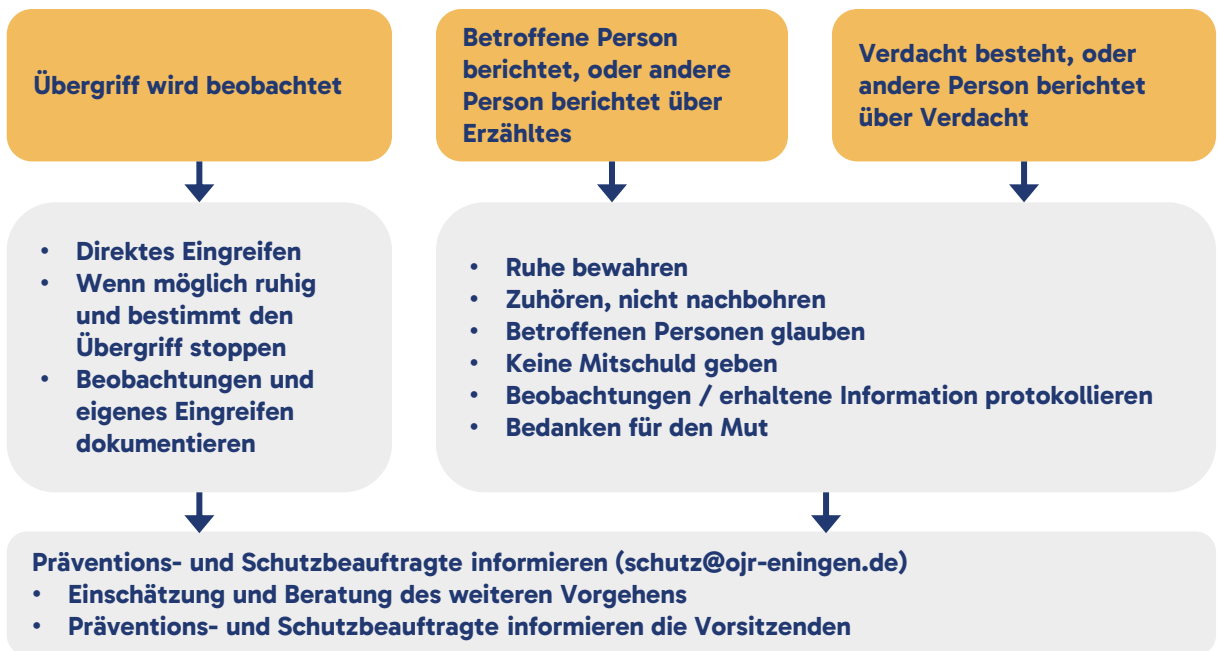 Übergriff wird beobachtet
Betroffene Person
berichtet, oder andere
Person berichtet über
Erzähltes
Verdacht besteht, oder
andere Person berichtet
über Verdacht
• Direktes Eingreifen
• Wenn möglich ruhig
und bestimmt den
Übergriff stoppen
• Beobachtungen und
eigenes Eingreifen
dokumentieren
• Ruhe bewahren
• Zuhören, nicht nachbohren
• Betroffenen Personen glauben
• Keine Mitschuld geben
• Beobachtungen / erhaltene Information protokollieren
• Bedanken für den Mut
Präventions- und Schutzbeauftragte informieren (schutz@ojr-eningen.de)
• Einschätzung und Beratung des weiteren Vorgehens
• Präventions- und Schutzbeauftragte informieren die Vorsitzenden